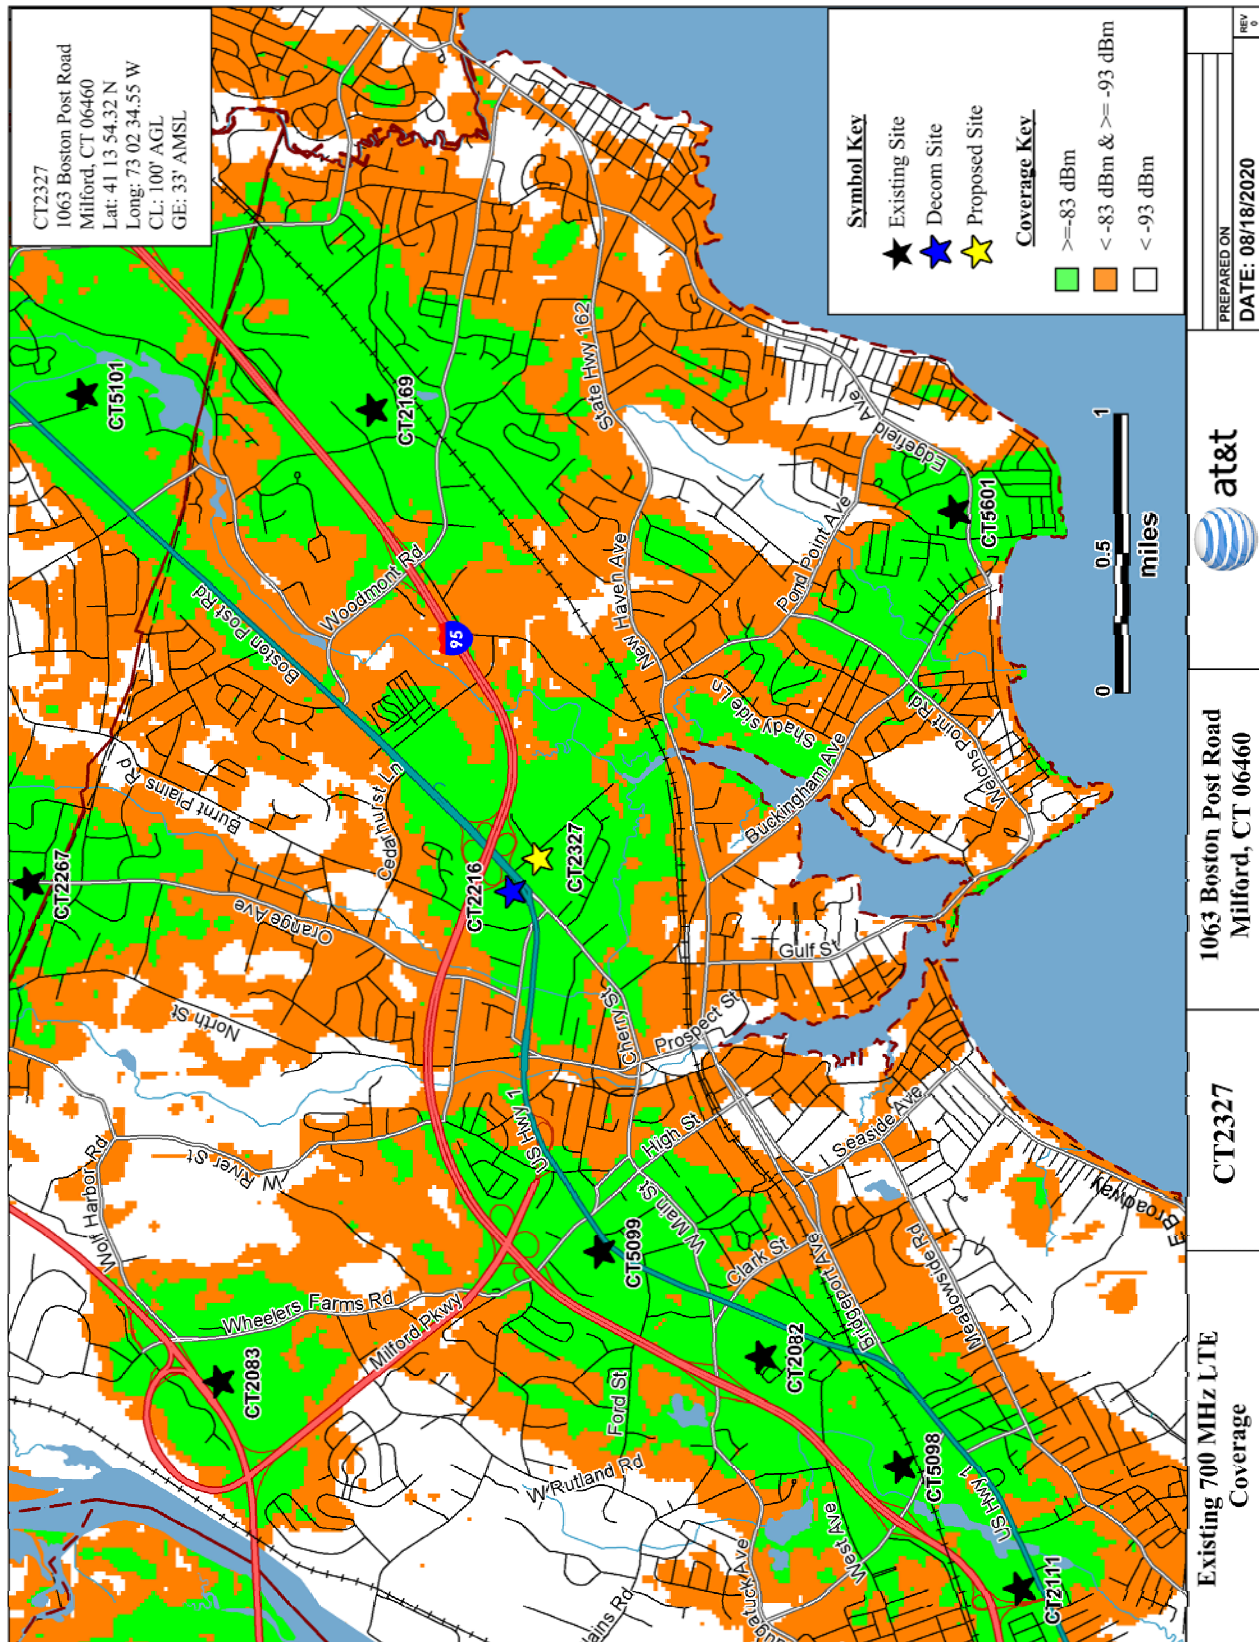 CT2327
1063 Boston Post Road
Milford, CT 06460
Lat: 41 13 54.32 N
Long: 73 02 34.55 W
CL: 100' AGL
GE: 33' AMSL
Symbol Key
Existing Site
Decom Site
Proposed Site
Coverage Key
>=-83 dBm
< -83 dBm & >= -93 dBm
< -93 dBm
CT5101
CT2169
CT2267
CT2216
CT2327
CT5601
CT2083
CT5099
CT2082
CT5098
CT2111
95
Boston Post Rd
Woodmont Rd
State Hwy 162
New Haven Ave
Edgefield Ave
Pond Point Ave
Shady side Ln
Buckingham Ave
Welchs Point Rd
Burnt Plains Rd
Cedarhurst Ln
Orange Ave
North St
Cherry St
Prospect St
Gulf St
Wolf Harbor Rd
W River St
US Hwy 1
High St
W Main St
Seaside Ave
E Broadway
Wheelers Farms Rd
Milford Pkwy
Clark St
Bridgeport Ave
Meadowside Rd
Ford St
W Rutland Rd
West Ave
US Hwy 1
ugatuck Ave
lains Rd
0 0.5 1
miles
Existing 700 MHz LTE
Coverage
CT2327
1063 Boston Post Road
Milford, CT 06460
at&t
PREPARED ON
DATE: 08/18/2020
REV
0